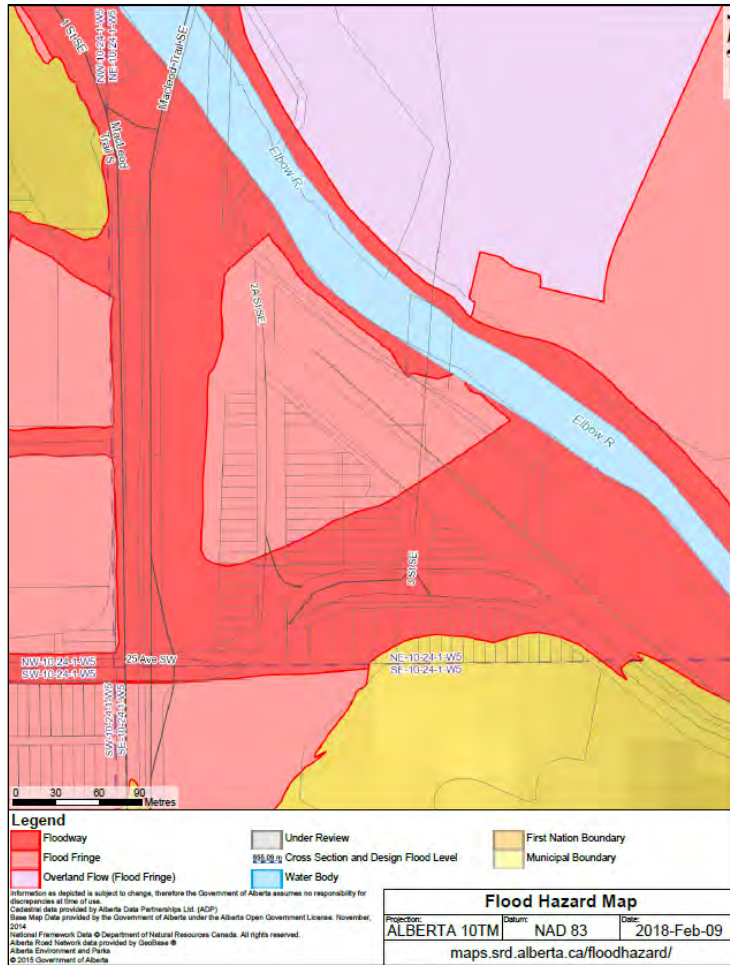 1 St SE
NW-10-24-1-W5
NE-10-24-1-W5
Macleod Trail SE
MacLeod
Trail S
Elbow R.
2A St SE
Elbow R.
3 St SE
NW-10-24-1-W5
SW-10-24-1-W5
25 Ave SW
NE-10-24-1-W5
SE-10-24-1-W5
SW-10-24-1-W5
SE-10-24-1-W5
0 30 60 90
Metres
Legend
Floodway
Flood Fringe
Overland Flow (Flood Fringe)
Under Review
Cross Section and Design Flood Level
Water Body
First Nation Boundary
Municipal Boundary
Information as depicted is subject to change, therefore the Government of Alberta assumes no responsibility for
discrepancies at time of use.
Cadastral data provided by Alberta Data Partnerships Ltd. (ADP)
Base Map Data provided by the Government of Alberta under the Alberta Open Government License. November,
2014
National Framework Data © Department of Natural Resources Canada. All rights reserved.
Alberta Road Network data provided by GeoBase ®
Alberta Environment and Parks
© 2015 Government of Alberta
Flood Hazard Map
Projection: ALBERTA 10TM
Datum: NAD 83
Date: 2018-Feb-09
maps.srd.alberta.ca/floodhazard/